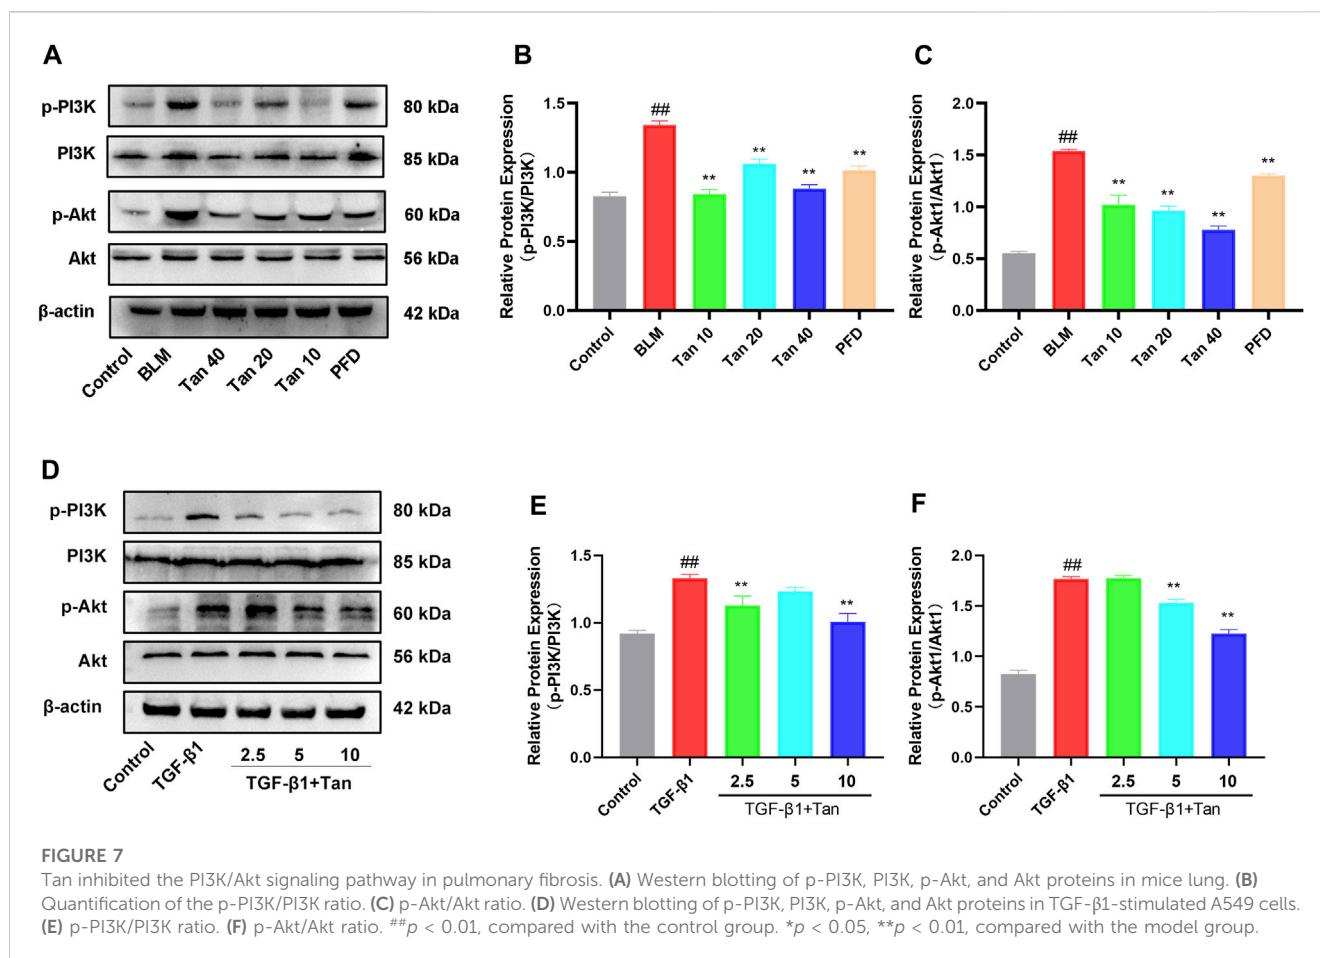 A
p-PI3K 80 kDa
PI3K 85 kDa
p-Akt 60 kDa
Akt 56 kDa
β-actin 42 kDa
Control BLM Tan 40 Tan 20 Tan 10 PFD
B
Relative Protein Expression
(p-PI3K/PI3K)
1.5
1.0
0.5
0.0
##
**
**
**
**
Control BLM Tan 10 Tan 20 Tan 40 PFD
C
Relative Protein Expression
(p-Akt1/Akt1)
2.0
1.5
1.0
0.5
0.0
##
**
**
**
**
Control BLM Tan 10 Tan 20 Tan 40 PFD
D
p-PI3K 80 kDa
PI3K 85 kDa
p-Akt 60 kDa
Akt 56 kDa
β-actin 42 kDa
Control TGF-β1 2.5 5 10
TGF-β1+Tan
E
Relative Protein Expression
(p-PI3K/PI3K)
1.5
1.0
0.5
0.0
##
**
**
Control TGF-β1 2.5 5 10
TGF-β1+Tan
F
Relative Protein Expression
(p-Akt1/Akt1)
2.0
1.5
1.0
0.5
0.0
##
**
**
Control TGF-β1 2.5 5 10
TGF-β1+Tan
FIGURE 7
Tan inhibited the PI3K/Akt signaling pathway in pulmonary fibrosis. (A) Western blotting of p-PI3K, PI3K, p-Akt, and Akt proteins in mice lung. (B)
Quantification of the p-PI3K/PI3K ratio. (C) p-Akt/Akt ratio. (D) Western blotting of p-PI3K, PI3K, p-Akt, and Akt proteins in TGF-β1-stimulated A549 cells.
(E) p-PI3K/PI3K ratio. (F) p-Akt/Akt ratio. ##p < 0.01, compared with the control group. *p < 0.05, **p < 0.01, compared with the model group.